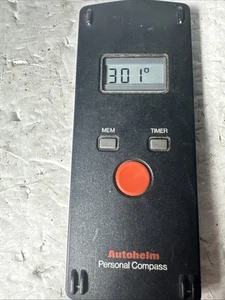 301°
MEM TIMER
Autohelm
Personal Compass